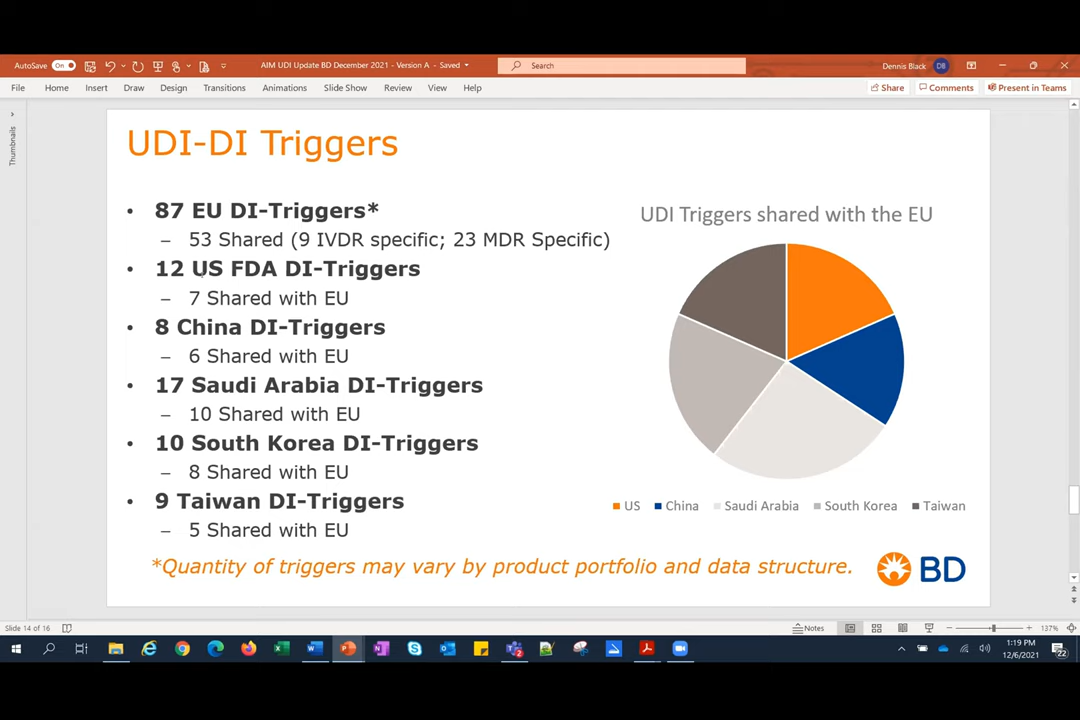 AutoSave On AIM UDI Update BD December 2021 - Version A - Saved Search Dennis Black DB
File Home Insert Draw Design Transitions Animations Slide Show Review View Help Share Comments Present in Teams
Thumbnails
UDI-DI Triggers
• 87 EU DI-Triggers*
– 53 Shared (9 IVDR specific; 23 MDR Specific)
• 12 US FDA DI-Triggers
– 7 Shared with EU
• 8 China DI-Triggers
– 6 Shared with EU
• 17 Saudi Arabia DI-Triggers
– 10 Shared with EU
• 10 South Korea DI-Triggers
– 8 Shared with EU
• 9 Taiwan DI-Triggers
– 5 Shared with EU
UDI Triggers shared with the EU
US China Saudi Arabia South Korea Taiwan
*Quantity of triggers may vary by product portfolio and data structure.
BD
Slide 14 of 16 Notes 137%
1:19 PM
12/6/2021
22